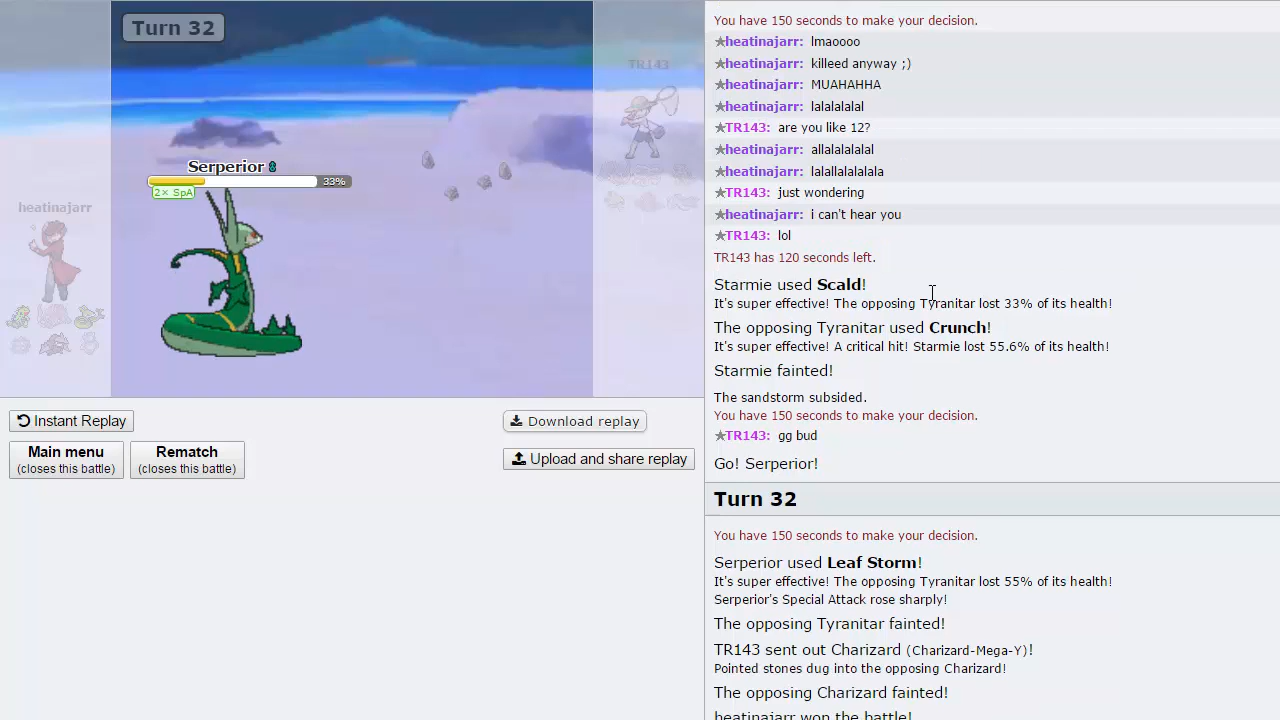 Turn 32
TR143
Serperior
33%
2× SpA
heatinajarr
Instant Replay
Download replay
Main menu
(closes this battle)
Rematch
(closes this battle)
Upload and share replay
You have 150 seconds to make your decision.
★heatinajarr: lmaoooo
★heatinajarr: killeed anyway ;)
★heatinajarr: MUAHAHHA
★heatinajarr: lalalalalal
★TR143: are you like 12?
★heatinajarr: allalalalalal
★heatinajarr: lalallalalalala
★TR143: just wondering
heatinajarr: i can't hear you
★TR143: lol
TR143 has 120 seconds left.
Starmie used Scald!
It's super effective! The opposing Tyranitar lost 33% of its health!
The opposing Tyranitar used Crunch!
It's super effective! A critical hit! Starmie lost 55.6% of its health!
Starmie fainted!
The sandstorm subsided.
You have 150 seconds to make your decision.
★TR143: gg bud
Go! Serperior!
Turn 32
You have 150 seconds to make your decision.
Serperior used Leaf Storm!
It's super effective! The opposing Tyranitar lost 55% of its health!
Serperior's Special Attack rose sharply!
The opposing Tyranitar fainted!
TR143 sent out Charizard (Charizard-Mega-Y)!
Pointed stones dug into the opposing Charizard!
The opposing Charizard fainted!
heatinajarr won the battle!